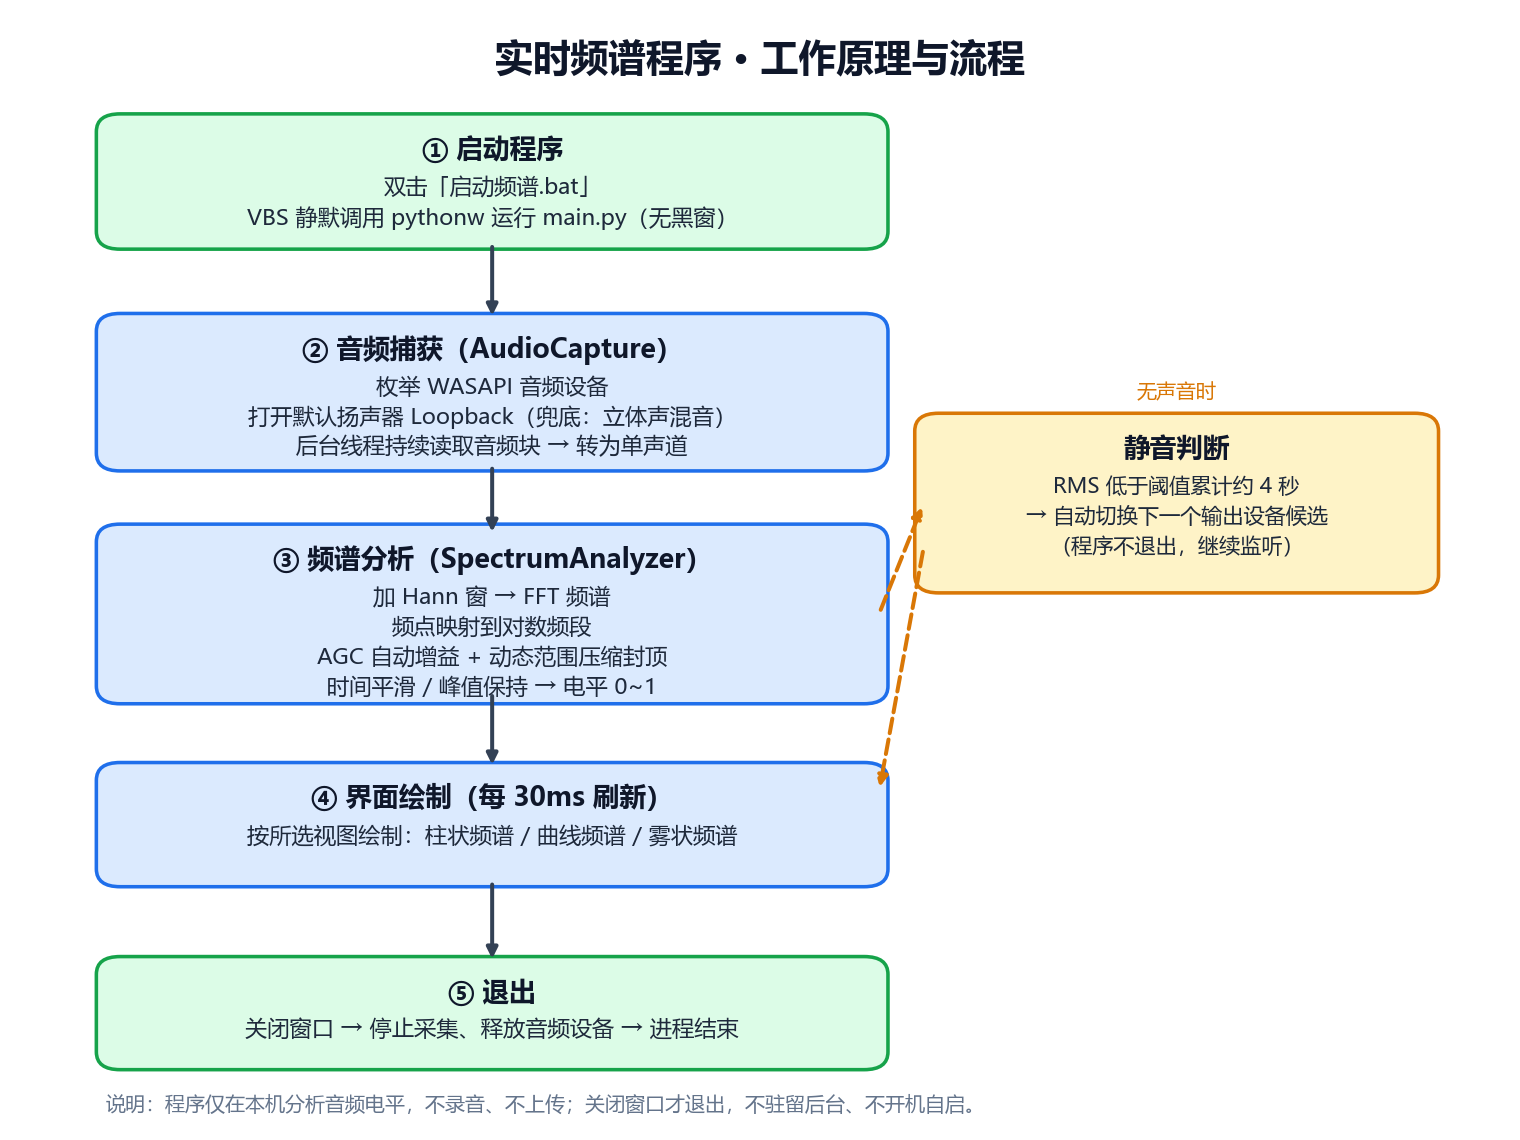 实时频谱程序 • 工作原理与流程
① 启动程序
双击「启动频谱.bat」
VBS 静默调用 pythonw 运行 main.py（无黑窗）
② 音频捕获（AudioCapture）
枚举 WASAPI 音频设备
打开默认扬声器 Loopback（兜底：立体声混音）
后台线程持续读取音频块 → 转为单声道
无声音时
静音判断
RMS 低于阈值累计约 4 秒
→ 自动切换下一个输出设备候选
（程序不退出，继续监听）
③ 频谱分析（SpectrumAnalyzer）
加 Hann 窗 → FFT 频谱
频点映射到对数频段
AGC 自动增益 + 动态范围压缩封顶
时间平滑 / 峰值保持 → 电平 0~1
④ 界面绘制（每 30ms 刷新）
按所选视图绘制：柱状频谱 / 曲线频谱 / 雾状频谱
⑤ 退出
关闭窗口 → 停止采集、释放音频设备 → 进程结束
说明：程序仅在本机分析音频电平，不录音、不上传；关闭窗口才退出，不驻留后台、不开机自启。